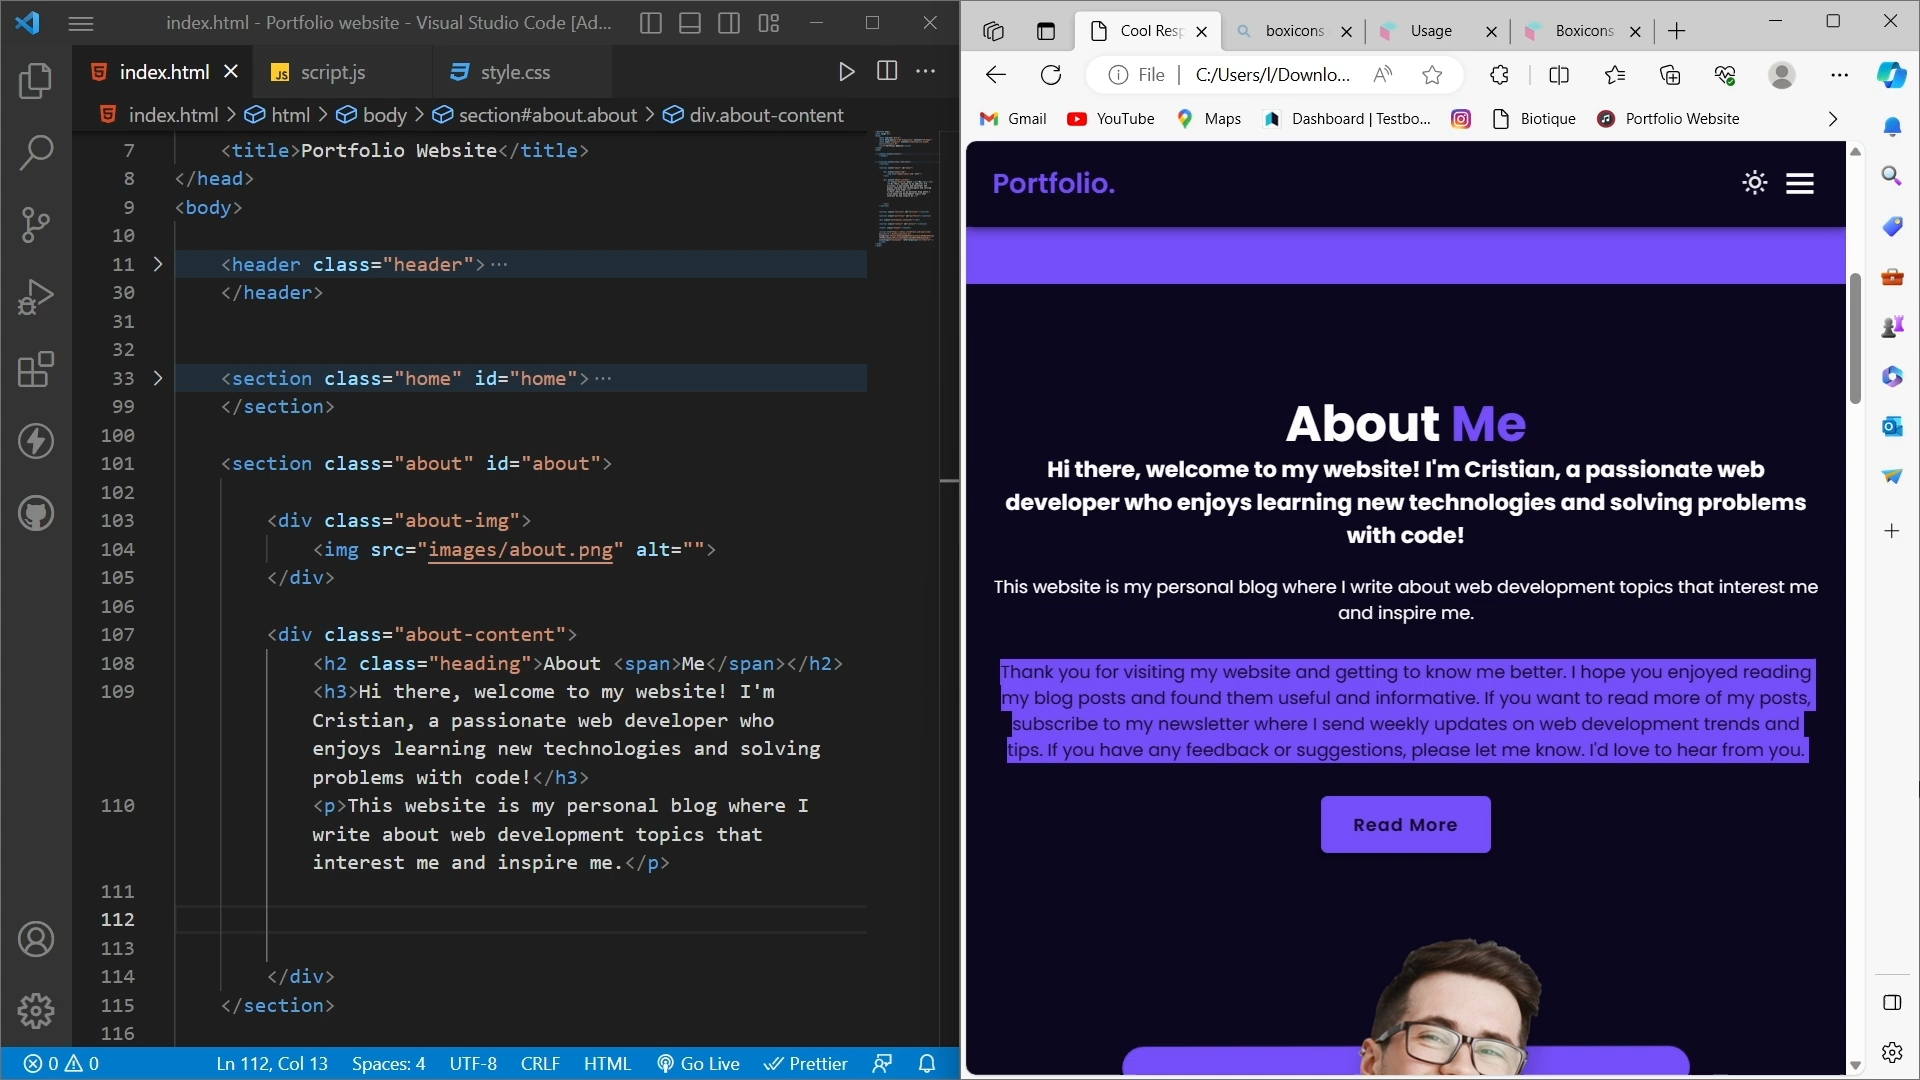 index.html - Portfolio website - Visual Studio Code [Ad...
index.html
script.js
style.css
index.html > html > body > section#about.about > div.about-content
7 <title>Portfolio Website</title>
8 </head>
9 <body>
10
11 <header class="header">...
30 </header>
31
32
33 <section class="home" id="home">...
99 </section>
100
101 <section class="about" id="about">
102
103 <div class="about-img">
104 <img src="images/about.png" alt="">
105 </div>
106
107 <div class="about-content">
108 <h2 class="heading">About <span>Me</span></h2>
109 <h3>Hi there, welcome to my website! I'm
Cristian, a passionate web developer who
enjoys learning new technologies and solving
problems with code!</h3>
110 <p>This website is my personal blog where I
write about web development topics that
interest me and inspire me.</p>
111
112
113
114 </div>
115 </section>
116
0 0
Ln 112, Col 13
Spaces: 4
UTF-8
CRLF
HTML
Go Live
Prettier
Cool Resp
boxicons
Usage
Boxicons
File
C:/Users/l/Downlo...
Gmail
YouTube
Maps
Dashboard | Testbo...
Biotique
Portfolio Website
Portfolio.
About Me
Hi there, welcome to my website! I'm Cristian, a passionate web
developer who enjoys learning new technologies and solving problems
with code!
This website is my personal blog where I write about web development topics that interest me
and inspire me.
Thank you for visiting my website and getting to know me better. I hope you enjoyed reading
my blog posts and found them useful and informative. If you want to read more of my posts,
subscribe to my newsletter where I send weekly updates on web development trends and
tips. If you have any feedback or suggestions, please let me know. I'd love to hear from you.
Read More